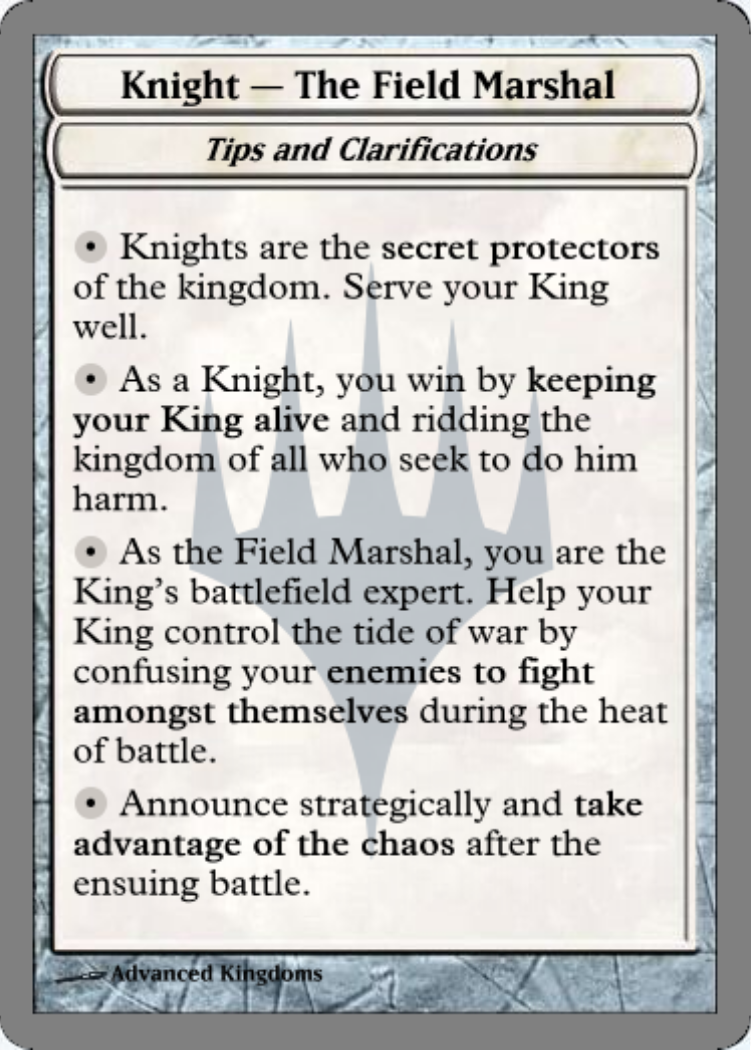 Knight — The Field Marshal
Tips and Clarifications
• Knights are the secret protectors
of the kingdom. Serve your King
well.
• As a Knight, you win by keeping
your King alive and ridding the
kingdom of all who seek to do him
harm.
• As the Field Marshal, you are the
King's battlefield expert. Help your
King control the tide of war by
confusing your enemies to fight
amongst themselves during the heat
of battle.
• Announce strategically and take
advantage of the chaos after the
ensuing battle.
Advanced Kingdoms